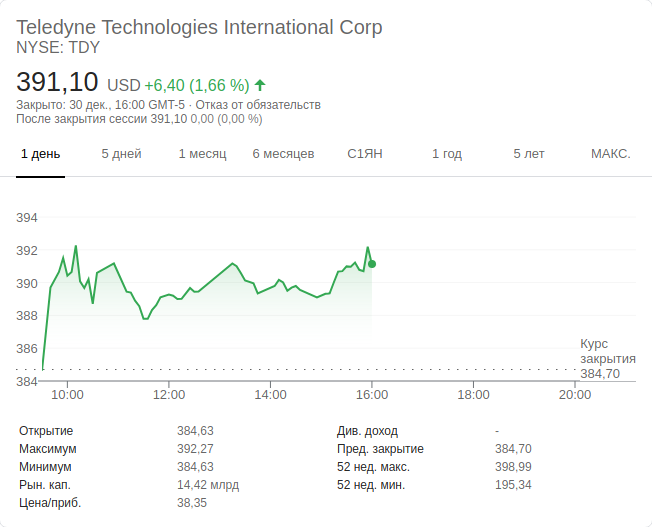 Teledyne Technologies International Corp
NYSE: TDY
391,10 USD +6,40 (1,66 %)
Закрыто: 30 дек., 16:00 GMT-5 · Отказ от обязательств
После закрытия сессии 391,10 0,00 (0,00 %)
1 день 5 дней 1 месяц 6 месяцев С1ЯН 1 год 5 лет МАКС.
394
392
390
388
386
384
Курс
закрытия
384,70
10:00 12:00 14:00 16:00 18:00 20:00
Открытие 384,63 Див. доход -
Максимум 392,27 Пред. закрытие 384,70
Минимум 384,63 52 нед. макс. 398,99
Рын. кап. 14,42 млрд 52 нед. мин. 195,34
Цена/приб. 38,35